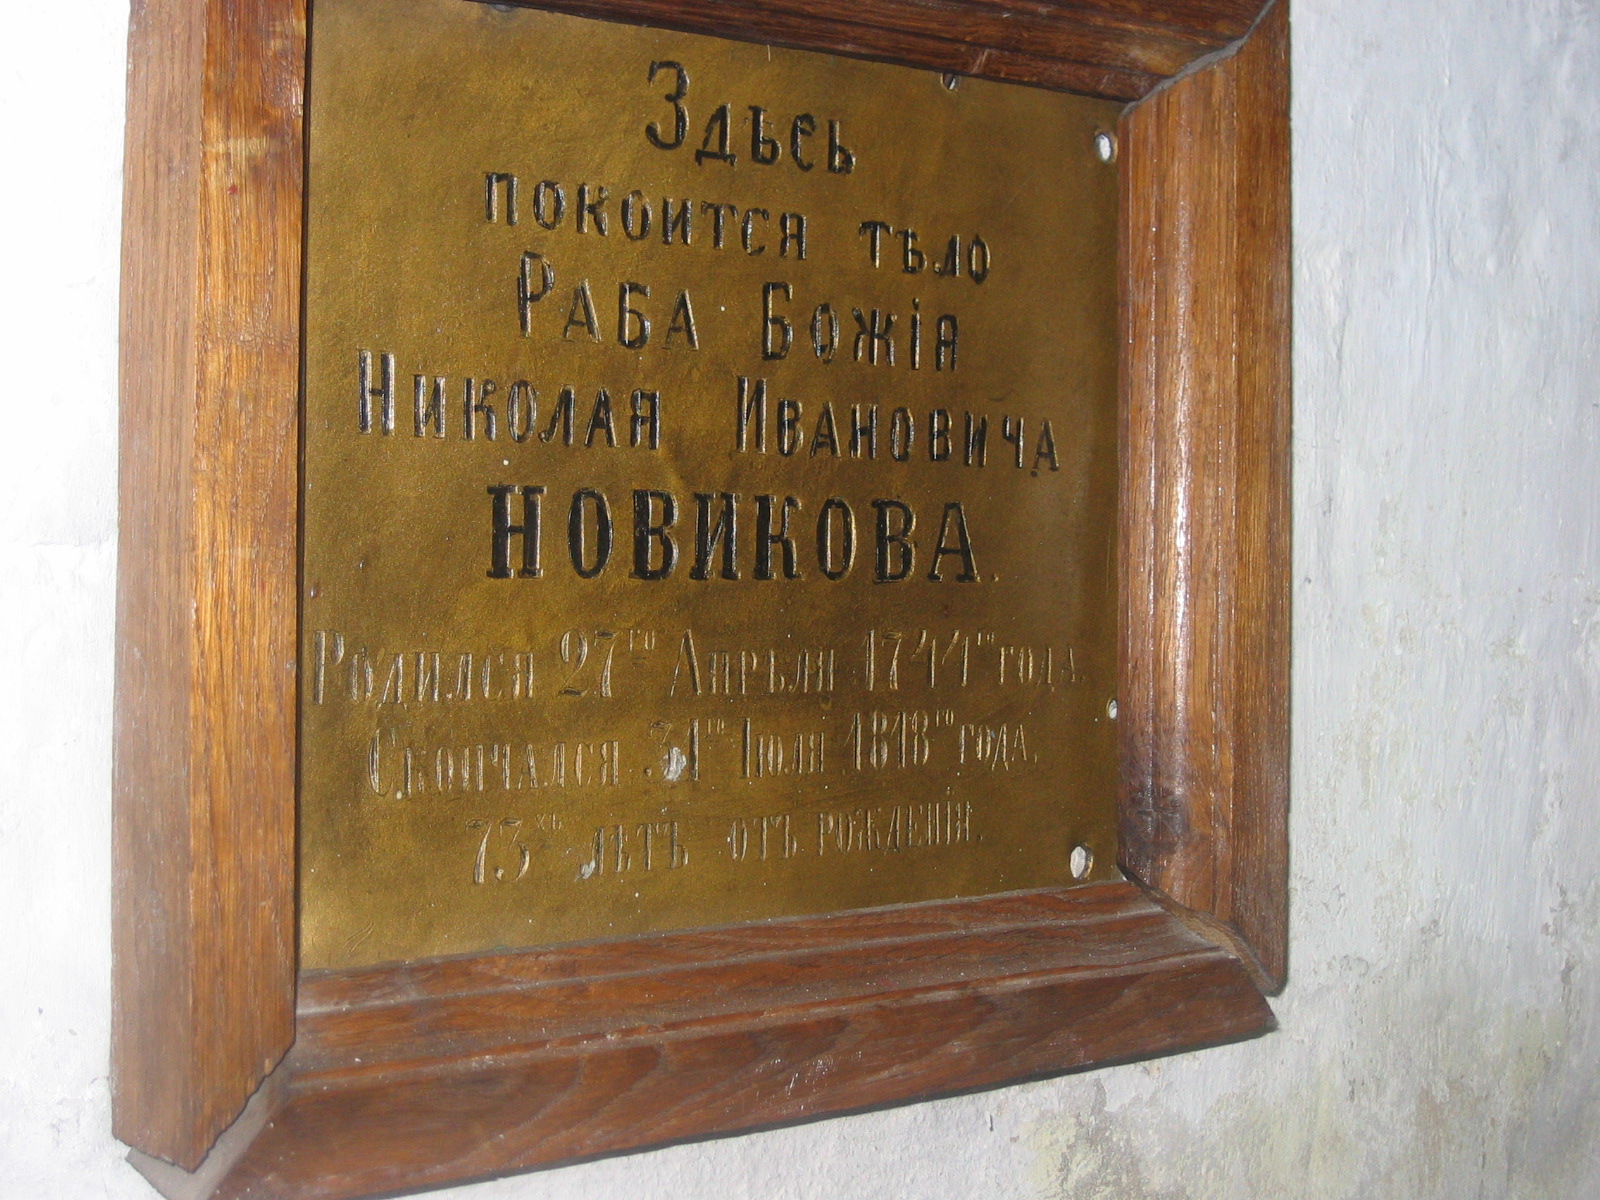 Здѣсь
покоится тѣло
Раба Божія
Николая Ивановича
НОВИКОВА.
Родился 27го Апрѣля 1744го года.
Скончался 31го Іюля 1818го года.
73хъ лѣтъ отъ рожденія.